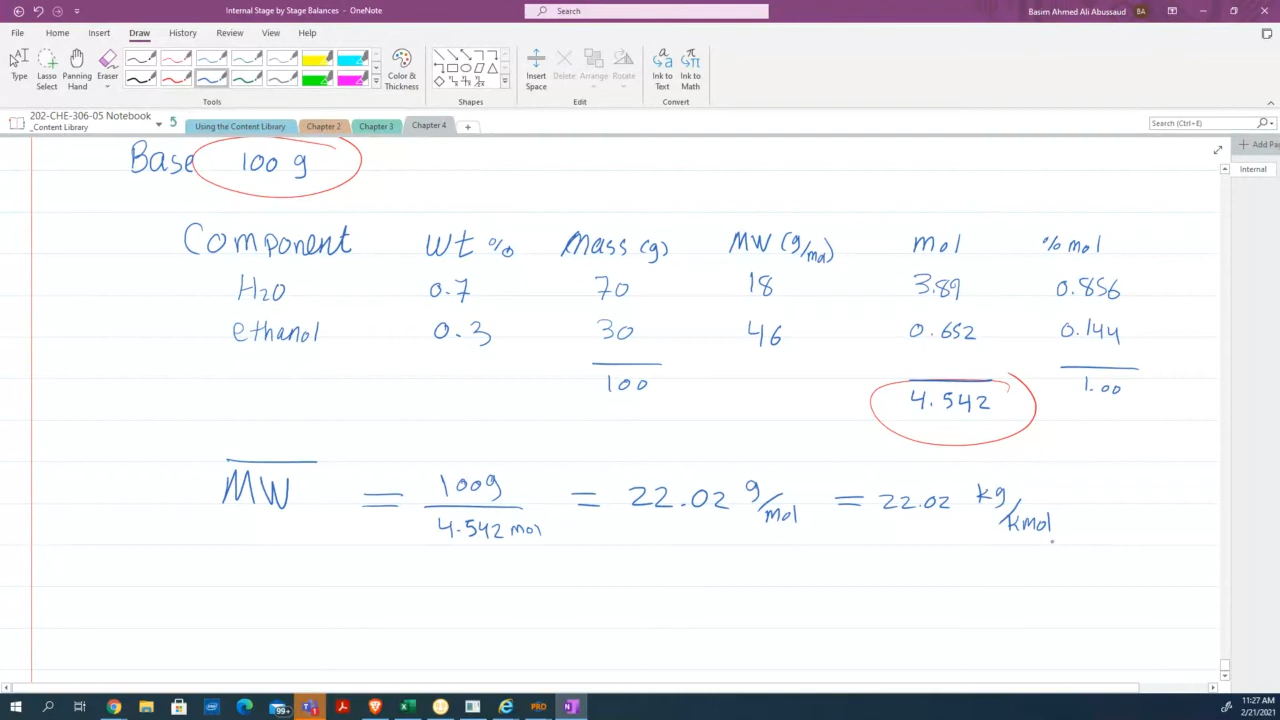 Internal Stage by Stage Balances - OneNote
Search
Basim Ahmed Ali Abussaud BA
File Home Insert Draw History Review View Help
Type
Lasso Select
Panning Hand
Eraser
Color & Thickness
Insert Space
Delete
Arrange
Rotate
Ink to Text
Ink to Math
Tools
Shapes
Edit
Convert
202-CHE-306-05 Notebook
_Content Library
5
Using the Content Library
Chapter 2
Chapter 3
Chapter 4
+
Search (Ctrl+E)
Add Pag
Internal
Base 100 g
Component Wt % Mass (g) MW (g/mol) mol % mol
H2O 0.7 70 18 3.89 0.856
ethanol 0.3 30 46 0.652 0.144
100 4.542 1.00
MW = 100g / 4.542 mol = 22.02 g/mol = 22.02 kg/kmol
99+
PRO
11:27 AM
2/21/2021